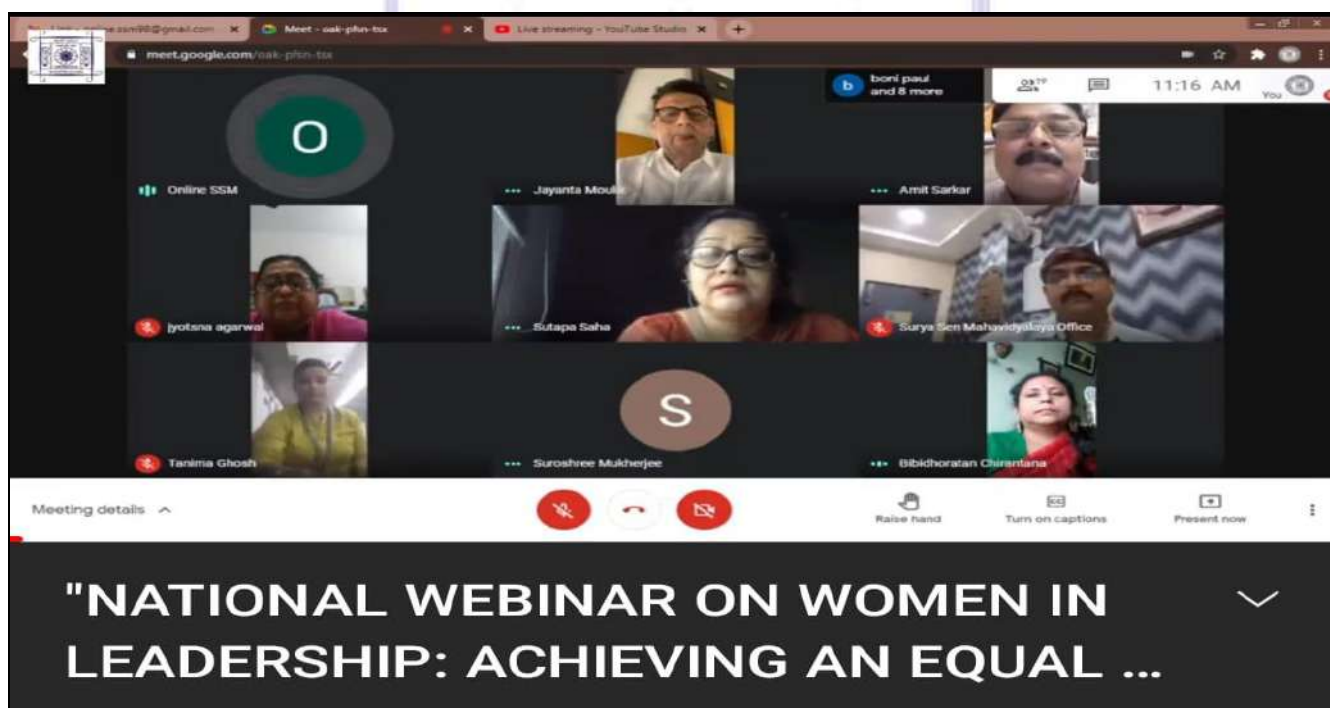 Meet - oak-pfsn-tsx
Live streaming - YouTube Studio
meet.google.com/oak-pfsn-tsx
b
boni paul
and 8 more
11:16 AM
You
O
Online SSM
Jayanta Moulik
Amit Sarkar
jyotsna agarwal
Sutapa Saha
Surya Sen Mahavidyalaya Office
Tanima Ghosh
S
Suroshree Mukherjee
Bibidhoratan Chirantana
Meeting details
Raise hand
Turn on captions
Present now
"NATIONAL WEBINAR ON WOMEN IN
LEADERSHIP: ACHIEVING AN EQUAL ...